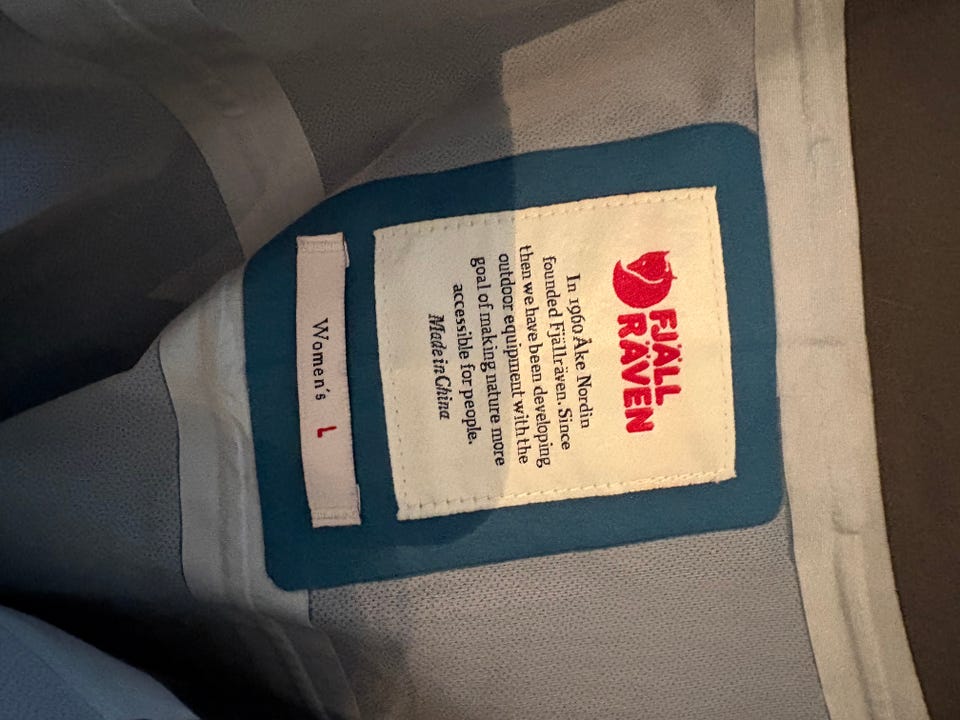 FJÄLL
RÄVEN
In 1960 Åke Nordin
founded Fjällräven. Since
then we have been developing
outdoor equipment with the
goal of making nature more
accessible for people.
Made in China
Women's L